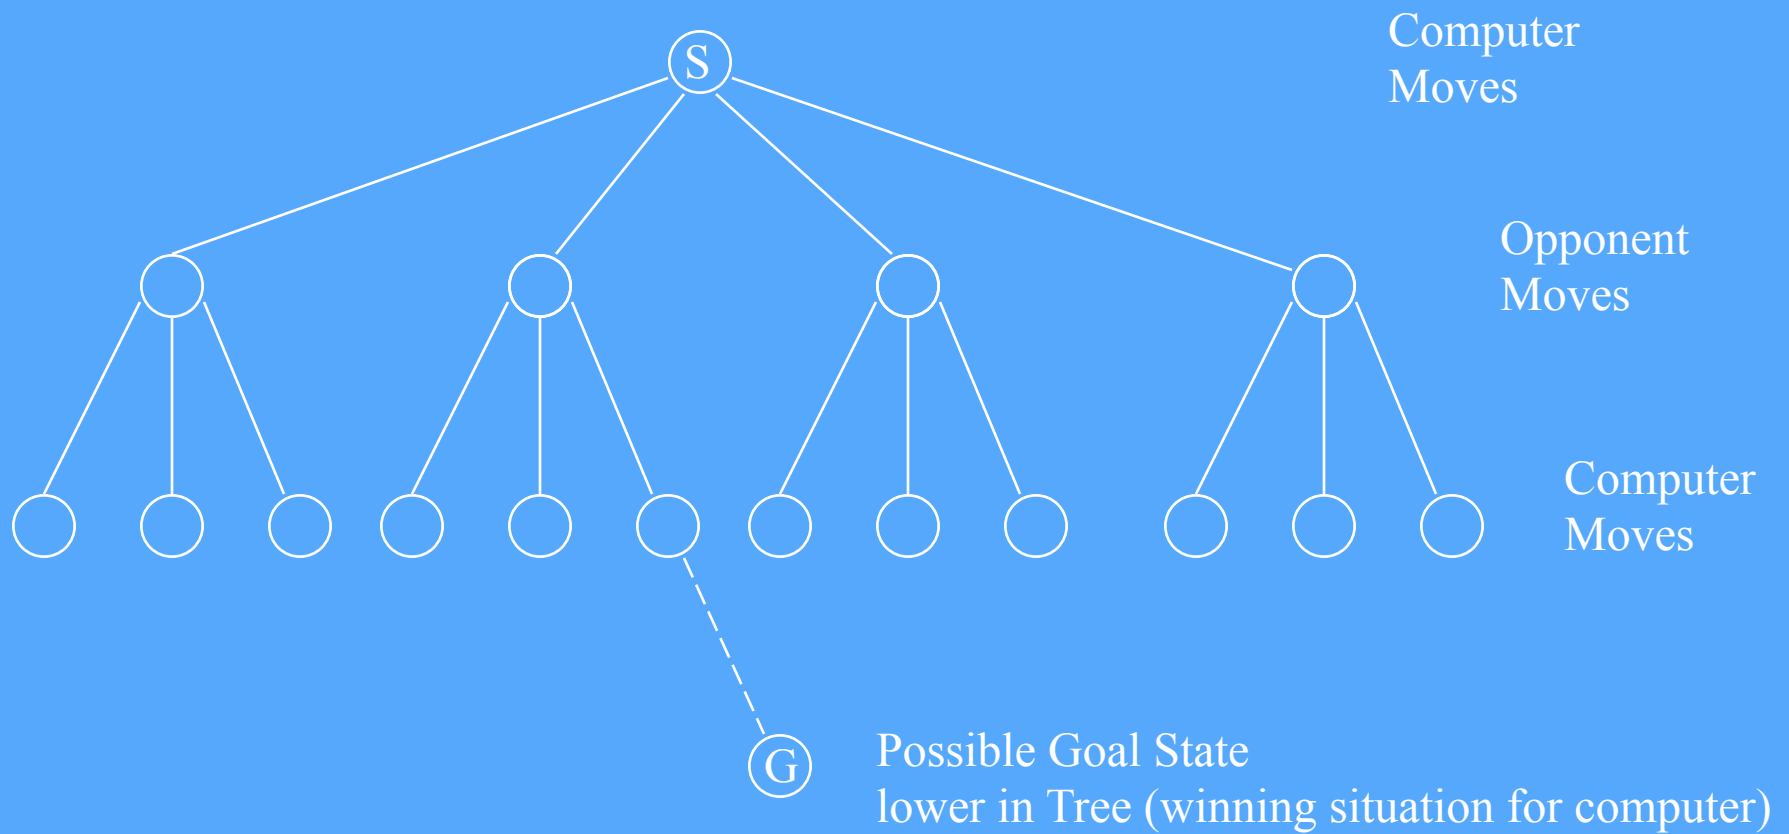 S
Computer
Moves
Opponent
Moves
Computer
Moves
G
Possible Goal State
lower in Tree (winning situation for computer)